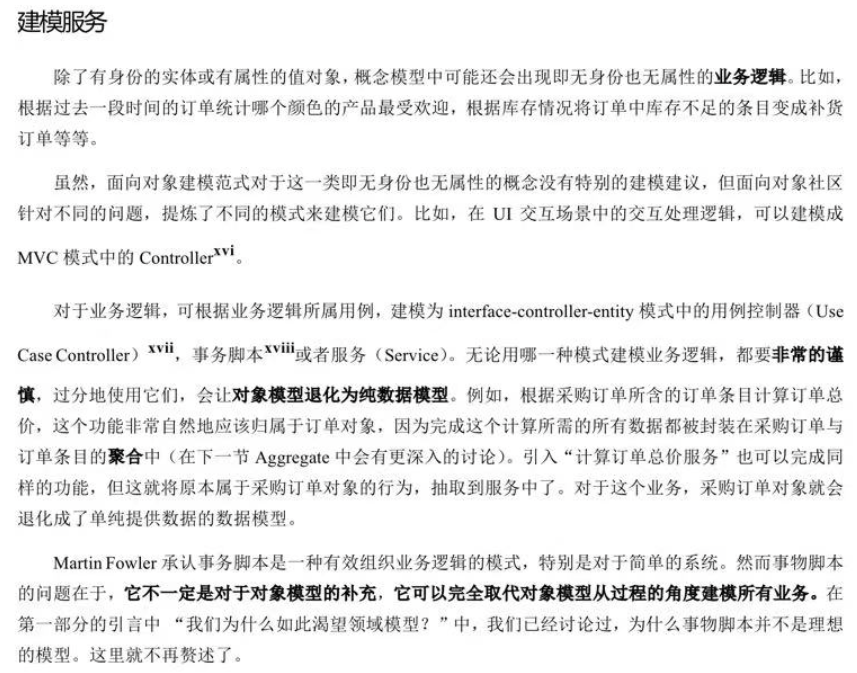 建模服务
除了有身份的实体或有属性的值对象，概念模型中可能还会出现即无身份也无属性的业务逻辑。比如，
根据过去一段时间的订单统计哪个颜色的产品最受欢迎，根据库存情况将订单中库存不足的条目变成补货
订单等等。
虽然，面向对象建模范式对于这一类即无身份也无属性的概念没有特别的建模建议，但面向对象社区
针对不同的问题，提炼了不同的模式来建模它们。比如，在 UI 交互场景中的交互处理逻辑，可以建模成
MVC 模式中的 Controllerxvi。
对于业务逻辑，可根据业务逻辑所属用例，建模为 interface-controller-entity 模式中的用例控制器（Use
Case Controller）xvii，事务脚本xviii或者服务（Service）。无论用哪一种模式建模业务逻辑，都要非常的谨
慎，过分地使用它们，会让对象模型退化为纯数据模型。例如，根据采购订单所含的订单条目计算订单总
价，这个功能非常自然地应该归属于订单对象，因为完成这个计算所需的所有数据都被封装在采购订单与
订单条目的聚合中（在下一节 Aggregate 中会有更深入的讨论）。引入“计算订单总价服务”也可以完成同
样的功能，但这就将原本属于采购订单对象的行为，抽取到服务中了。对于这个业务，采购订单对象就会
退化成了单纯提供数据的数据模型。
Martin Fowler 承认事务脚本是一种有效组织业务逻辑的模式，特别是对于简单的系统。然而事物脚本
的问题在于，它不一定是对于对象模型的补充，它可以完全取代对象模型从过程的角度建模所有业务。在
第一部分的引言中 “我们为什么如此渴望领域模型？”中，我们已经讨论过，为什么事物脚本并不是理想
的模型。这里就不再赘述了。